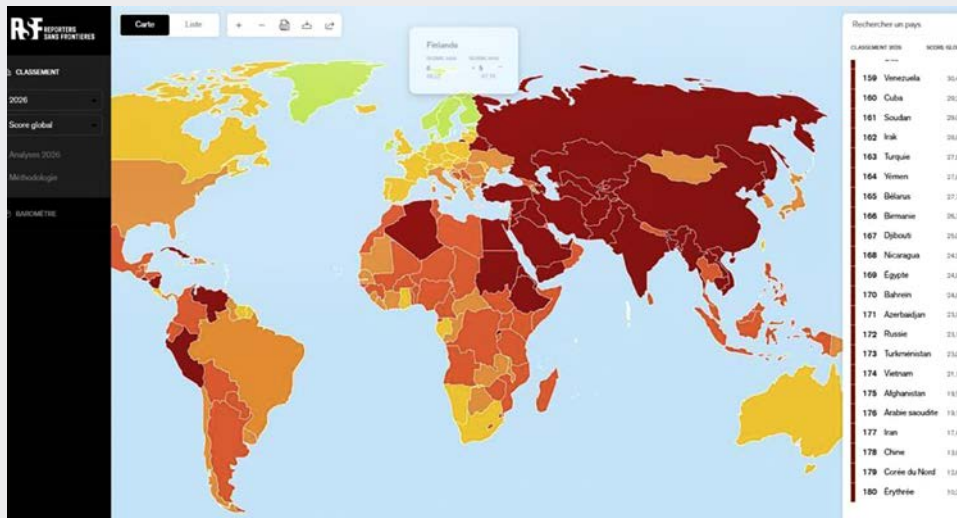 RSF REPORTERS
SANS FRONTIERES
CLASSEMENT
2026
Score global
Analyses 2026
Méthodologie
BAROMÈTRE
Carte
Liste
Finlande
Rechercher un pays
CLASSEMENT 2026
159 Venezuela
160 Cuba
161 Soudan
162 Irak
163 Turquie
164 Yémen
165 Bélarus
166 Birmanie
167 Djibouti
168 Nicaragua
169 Égypte
170 Bahreïn
171 Azerbaïdjan
172 Russie
173 Turkménistan
174 Vietnam
175 Afghanistan
176 Arabie saoudite
177 Iran
178 Chine
179 Corée du Nord
180 Érythrée